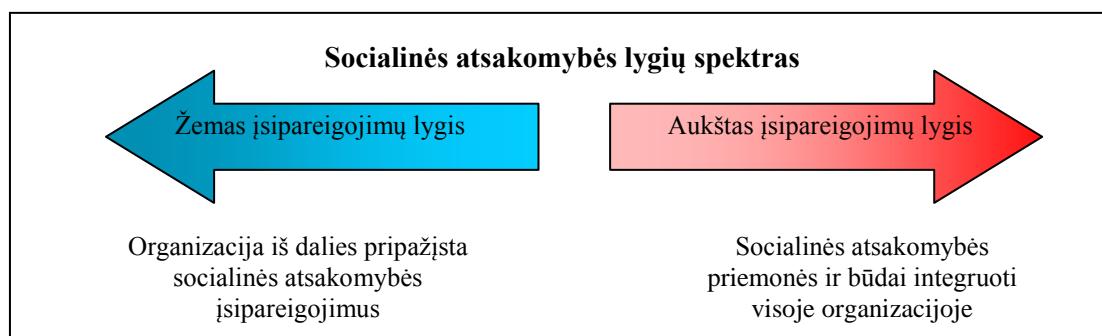 Socialinės atsakomybės lygių spektras
Žemas įsipareigojimų lygis
Aukštas įsipareigojimų lygis
Organizacija iš dalies pripažįsta
socialinės atsakomybės
įsipareigojimus
Socialinės atsakomybės
priemonės ir būdai integruoti
visoje organizacijoje